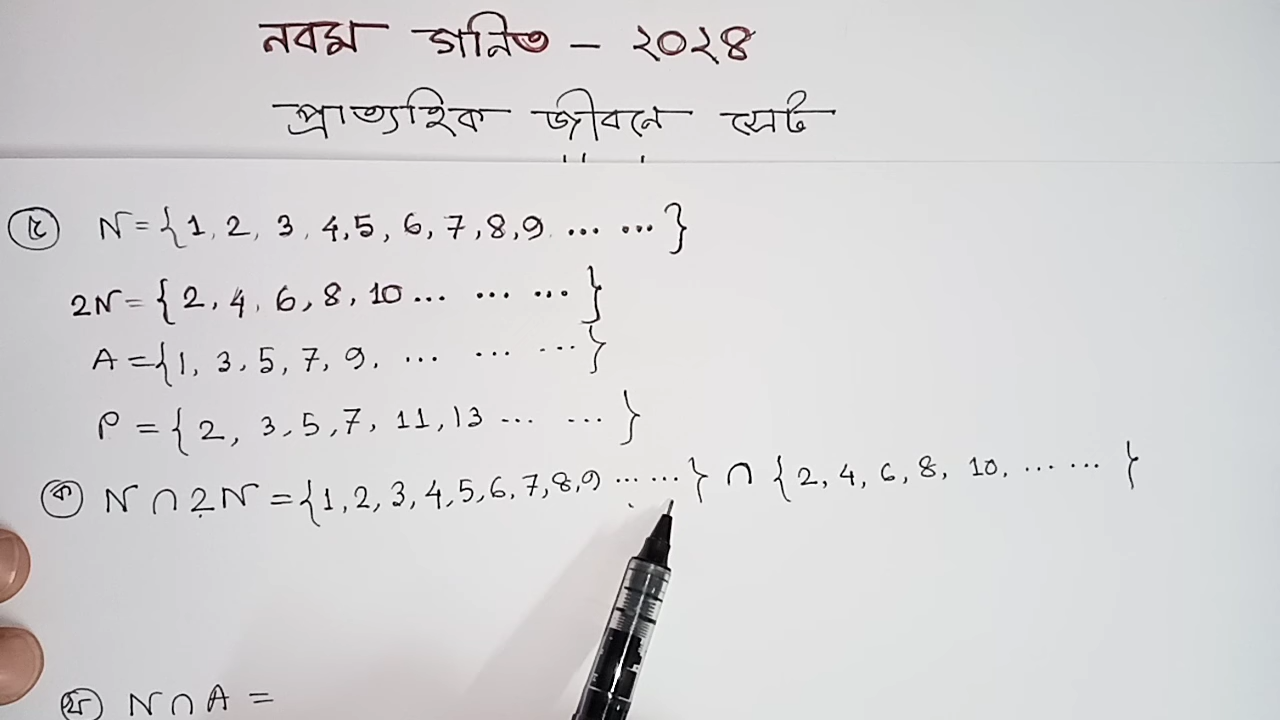 নবম গনিত - ২০২৪
প্রাত্যহিক জীবনে সেট
N = {1, 2, 3, 4, 5, 6, 7, 8, 9 ... ... }
2N = {2, 4, 6, 8, 10 ... ... ... }
A = {1, 3, 5, 7, 9, ... ... ... }
P = {2, 3, 5, 7, 11, 13 ... ... }
ক N ∩ 2N = {1, 2, 3, 4, 5, 6, 7, 8, 9 ... ... } ∩ {2, 4, 6, 8, 10, ... ... }
N ∩ A =